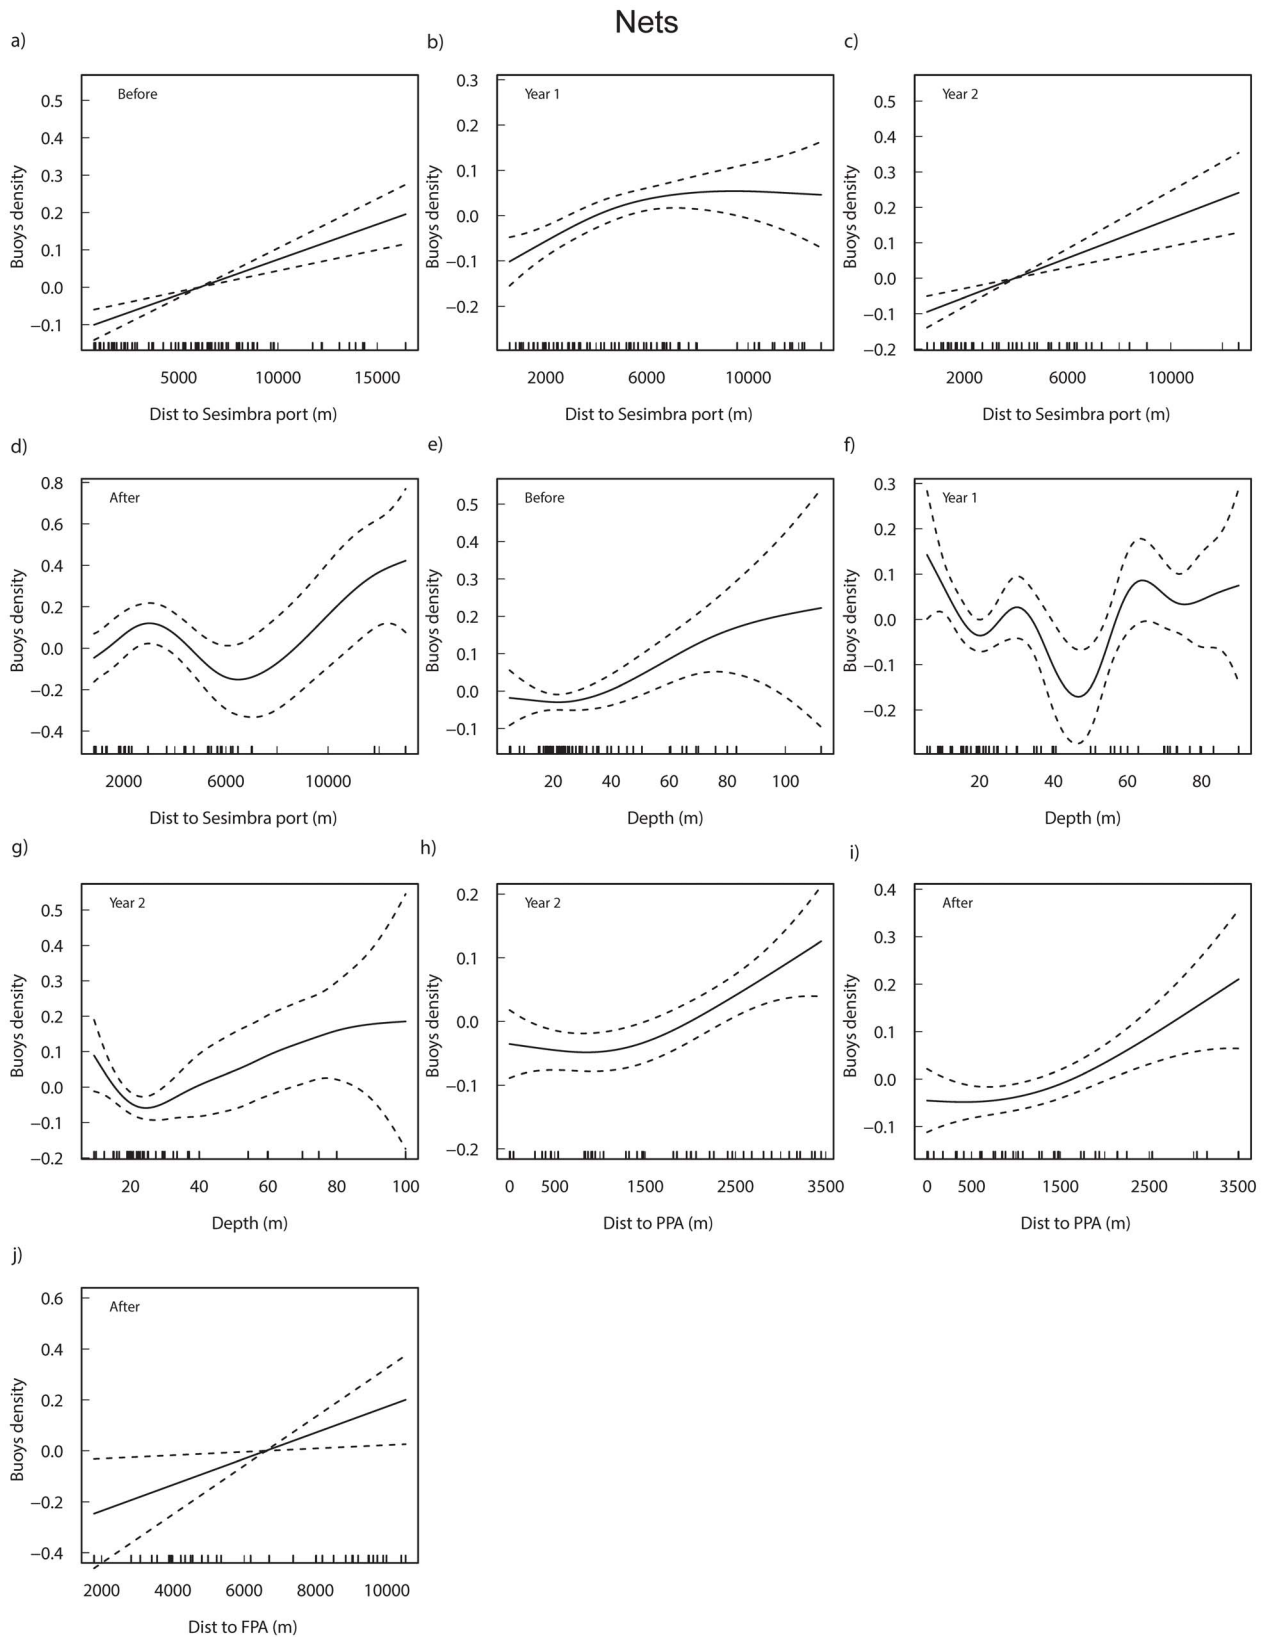 Nets
a)
Before
Buoys density
0.5
0.4
0.3
0.2
0.1
0.0
−0.1
5000 10000 15000
Dist to Sesimbra port (m)
b)
Year 1
Buoys density
0.3
0.2
0.1
0.0
−0.1
−0.2
2000 6000 10000
Dist to Sesimbra port (m)
c)
Year 2
Buoys density
0.5
0.4
0.3
0.2
0.1
0.0
−0.1
−0.2
2000 6000 10000
Dist to Sesimbra port (m)
d)
After
Buoys density
0.8
0.6
0.4
0.2
0.0
−0.2
−0.4
2000 6000 10000
Dist to Sesimbra port (m)
e)
Before
Buoys density
0.5
0.4
0.3
0.2
0.1
0.0
−0.1
20 40 60 80 100
Depth (m)
f)
Year 1
Buoys density
0.3
0.2
0.1
0.0
−0.1
−0.2
20 40 60 80
Depth (m)
g)
Year 2
Buoys density
0.5
0.4
0.3
0.2
0.1
0.0
−0.1
−0.2
20 40 60 80 100
Depth (m)
h)
Year 2
Buoys density
0.2
0.1
0.0
−0.1
−0.2
0 500 1500 2500 3500
Dist to PPA (m)
i)
After
Buoys density
0.4
0.3
0.2
0.1
0.0
−0.1
0 500 1500 2500 3500
Dist to PPA (m)
j)
After
Buoys density
0.6
0.4
0.2
0.0
−0.2
−0.4
2000 4000 6000 8000 10000
Dist to FPA (m)